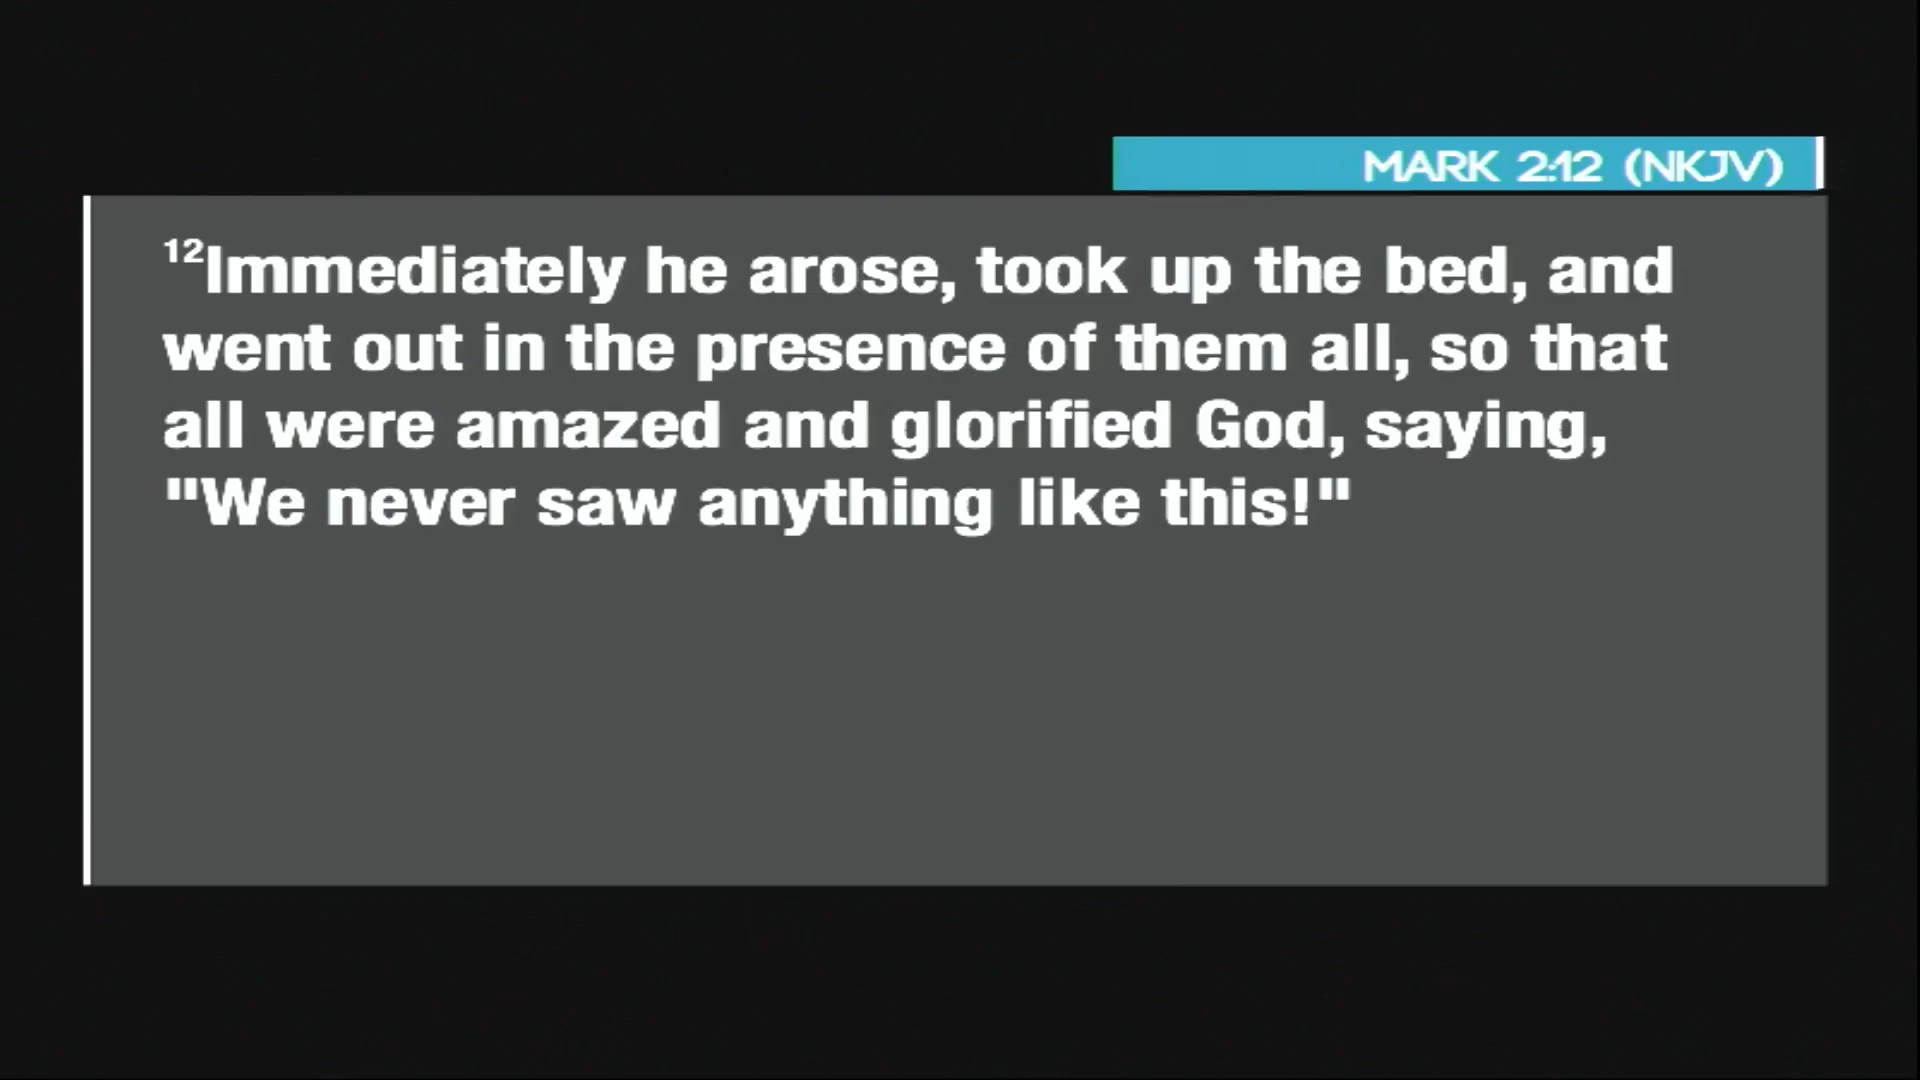 MARK 2:12 (NKJV)
¹²Immediately he arose, took up the bed, and
went out in the presence of them all, so that
all were amazed and glorified God, saying,
"We never saw anything like this!"